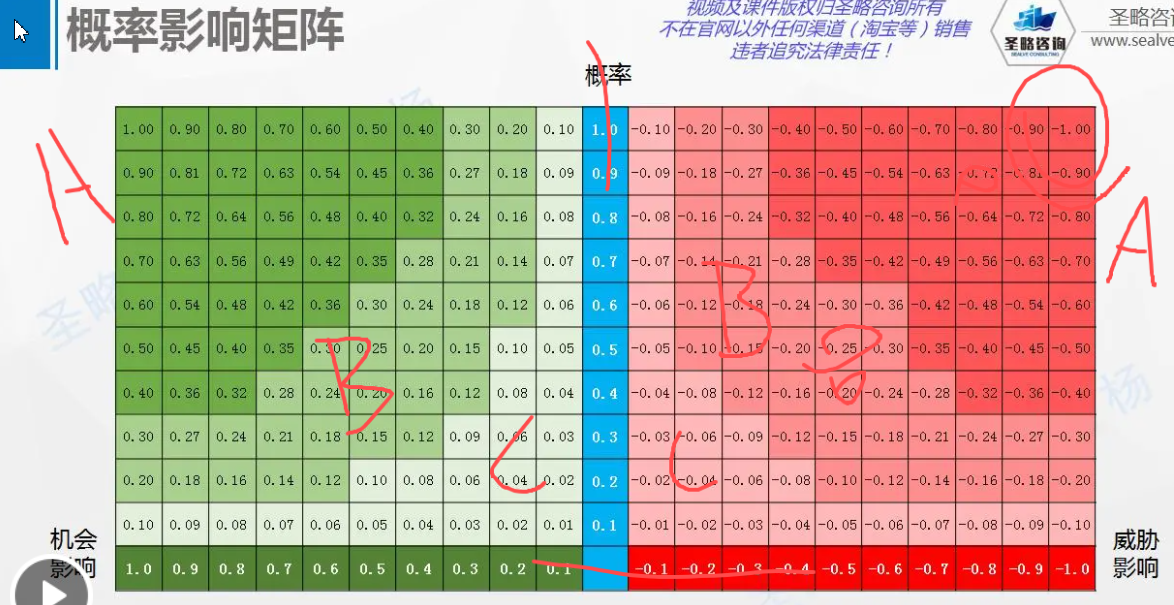 概率影响矩阵
视频及课件版权归圣略咨询所有
不在官网以外任何渠道（淘宝等）销售
违者追究法律责任！
圣略咨询
SEALVE CONSULTING
圣略咨
www.sealve
概率
1.00 0.90 0.80 0.70 0.60 0.50 0.40 0.30 0.20 0.10 1.0 -0.10 -0.20 -0.30 -0.40 -0.50 -0.60 -0.70 -0.80 -0.90 -1.00
0.90 0.81 0.72 0.63 0.54 0.45 0.36 0.27 0.18 0.09 0.9 -0.09 -0.18 -0.27 -0.36 -0.45 -0.54 -0.63 -0.72 -0.81 -0.90
0.80 0.72 0.64 0.56 0.48 0.40 0.32 0.24 0.16 0.08 0.8 -0.08 -0.16 -0.24 -0.32 -0.40 -0.48 -0.56 -0.64 -0.72 -0.80
0.70 0.63 0.56 0.49 0.42 0.35 0.28 0.21 0.14 0.07 0.7 -0.07 -0.14 -0.21 -0.28 -0.35 -0.42 -0.49 -0.56 -0.63 -0.70
0.60 0.54 0.48 0.42 0.36 0.30 0.24 0.18 0.12 0.06 0.6 -0.06 -0.12 -0.18 -0.24 -0.30 -0.36 -0.42 -0.48 -0.54 -0.60
0.50 0.45 0.40 0.35 0.30 0.25 0.20 0.15 0.10 0.05 0.5 -0.05 -0.10 -0.15 -0.20 -0.25 -0.30 -0.35 -0.40 -0.45 -0.50
0.40 0.36 0.32 0.28 0.24 0.20 0.16 0.12 0.08 0.04 0.4 -0.04 -0.08 -0.12 -0.16 -0.20 -0.24 -0.28 -0.32 -0.36 -0.40
0.30 0.27 0.24 0.21 0.18 0.15 0.12 0.09 0.06 0.03 0.3 -0.03 -0.06 -0.09 -0.12 -0.15 -0.18 -0.21 -0.24 -0.27 -0.30
0.20 0.18 0.16 0.14 0.12 0.10 0.08 0.06 0.04 0.02 0.2 -0.02 -0.04 -0.06 -0.08 -0.10 -0.12 -0.14 -0.16 -0.18 -0.20
0.10 0.09 0.08 0.07 0.06 0.05 0.04 0.03 0.02 0.01 0.1 -0.01 -0.02 -0.03 -0.04 -0.05 -0.06 -0.07 -0.08 -0.09 -0.10
1.0 0.9 0.8 0.7 0.6 0.5 0.4 0.3 0.2 0.1 -0.1 -0.2 -0.3 -0.4 -0.5 -0.6 -0.7 -0.8 -0.9 -1.0
机会
影响
威胁
影响
A
A
B
B
C
C